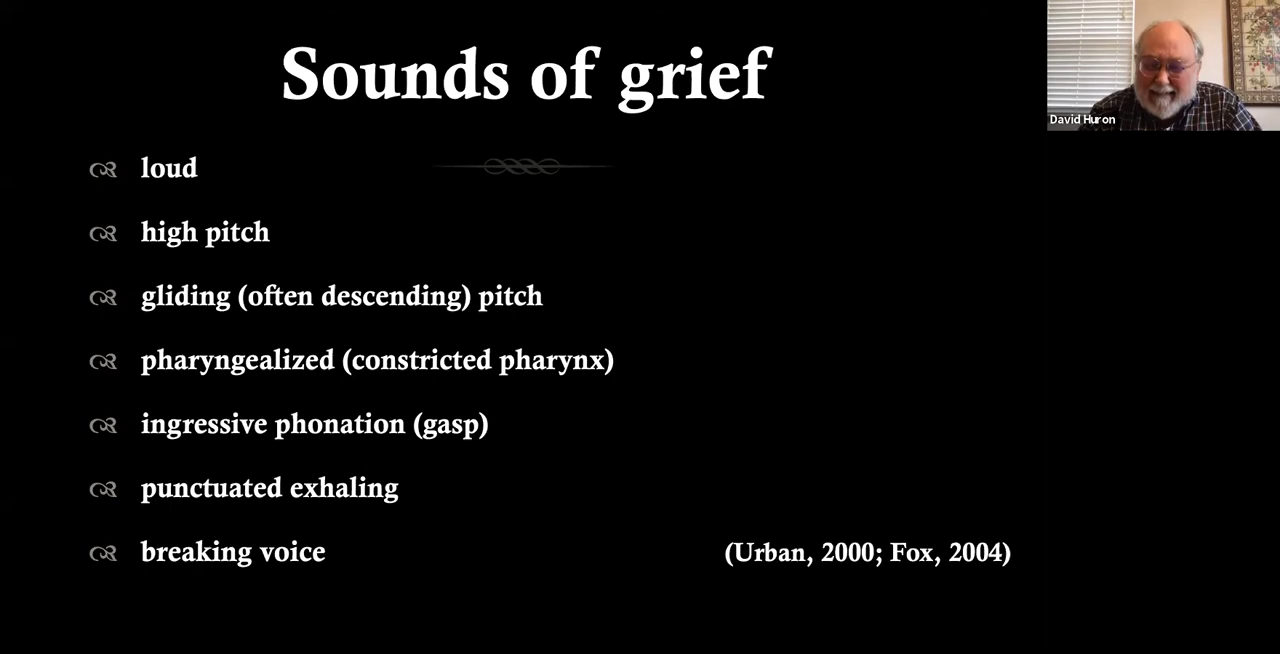 Sounds of grief
David Huron
loud
high pitch
gliding (often descending) pitch
pharyngealized (constricted pharynx)
ingressive phonation (gasp)
punctuated exhaling
breaking voice
(Urban, 2000; Fox, 2004)